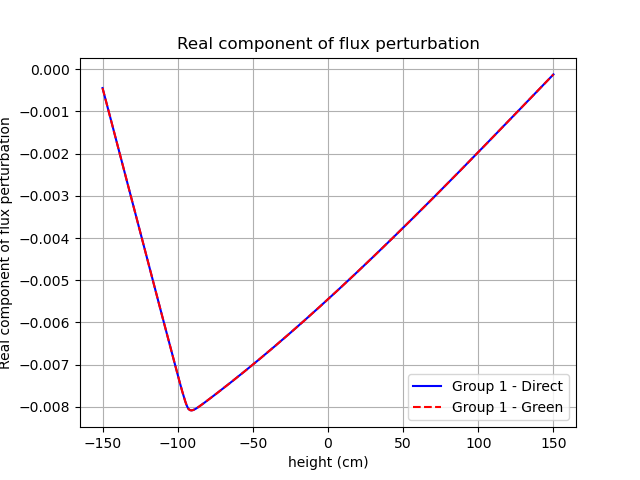 Real component of flux perturbation
Real component of flux perturbation
0.000
−0.001
−0.002
−0.003
−0.004
−0.005
−0.006
−0.007
−0.008
Group 1 - Direct
Group 1 - Green
−150 −100 −50 0 50 100 150
height (cm)